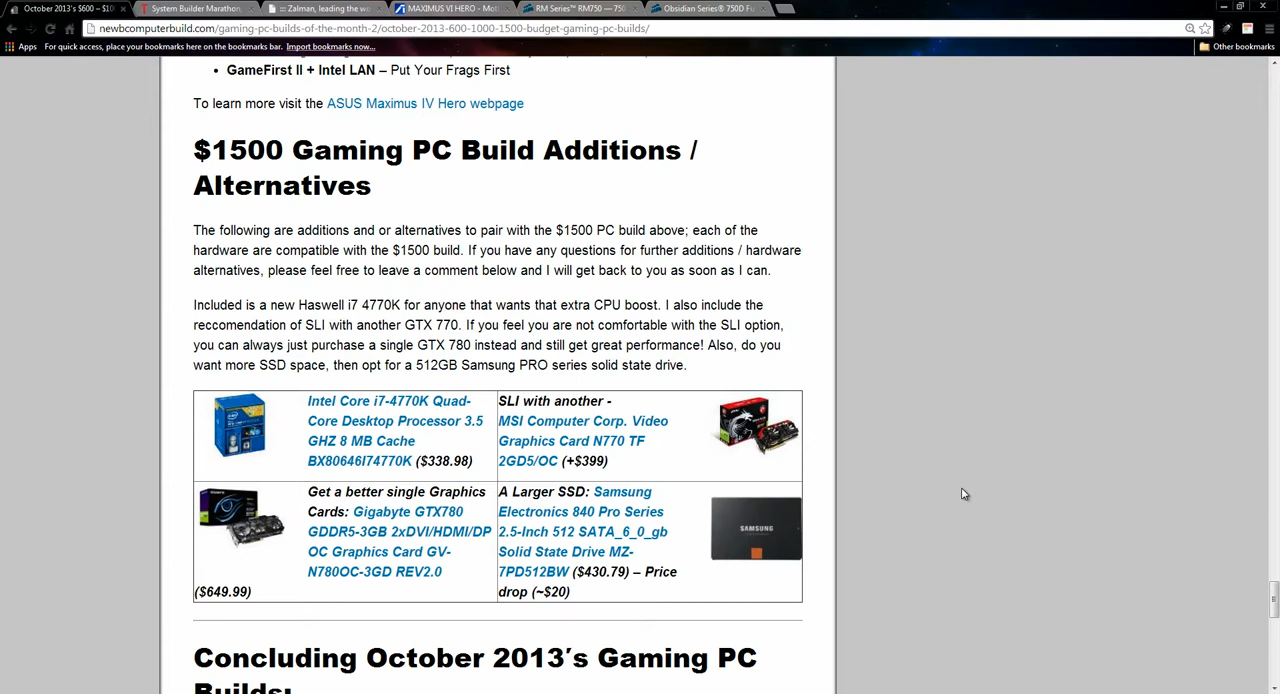 October 2013's $600 – $10
System Builder Marathon,
:: Zalman, leading the wo
MAXIMUS VI HERO - Mot
RM Series™ RM750 — 750
Obsidian Series® 750D Fu
newbcomputerbuild.com/gaming-pc-builds-of-the-month-2/october-2013-600-1000-1500-budget-gaming-pc-builds/
Apps For quick access, place your bookmarks here on the bookmarks bar. Import bookmarks now... Other bookmarks
• GameFirst II + Intel LAN – Put Your Frags First
To learn more visit the ASUS Maximus IV Hero webpage
$1500 Gaming PC Build Additions /
Alternatives
The following are additions and or alternatives to pair with the $1500 PC build above; each of the
hardware are compatible with the $1500 build. If you have any questions for further additions / hardware
alternatives, please feel free to leave a comment below and I will get back to you as soon as I can.
Included is a new Haswell i7 4770K for anyone that wants that extra CPU boost. I also include the
reccomendation of SLI with another GTX 770. If you feel you are not comfortable with the SLI option,
you can always just purchase a single GTX 780 instead and still get great performance! Also, do you
want more SSD space, then opt for a 512GB Samsung PRO series solid state drive.
Intel Core i7-4770K Quad-
Core Desktop Processor 3.5
GHZ 8 MB Cache
BX80646I74770K ($338.98)
SLI with another -
MSI Computer Corp. Video
Graphics Card N770 TF
2GD5/OC (+$399)
Get a better single Graphics
Cards: Gigabyte GTX780
GDDR5-3GB 2xDVI/HDMI/DP
OC Graphics Card GV-
N780OC-3GD REV2.0
($649.99)
A Larger SSD: Samsung
Electronics 840 Pro Series
2.5-Inch 512 SATA_6_0_gb
Solid State Drive MZ-
7PD512BW ($430.79) – Price
drop (~$20)
SAMSUNG
Concluding October 2013′s Gaming PC
Builds: